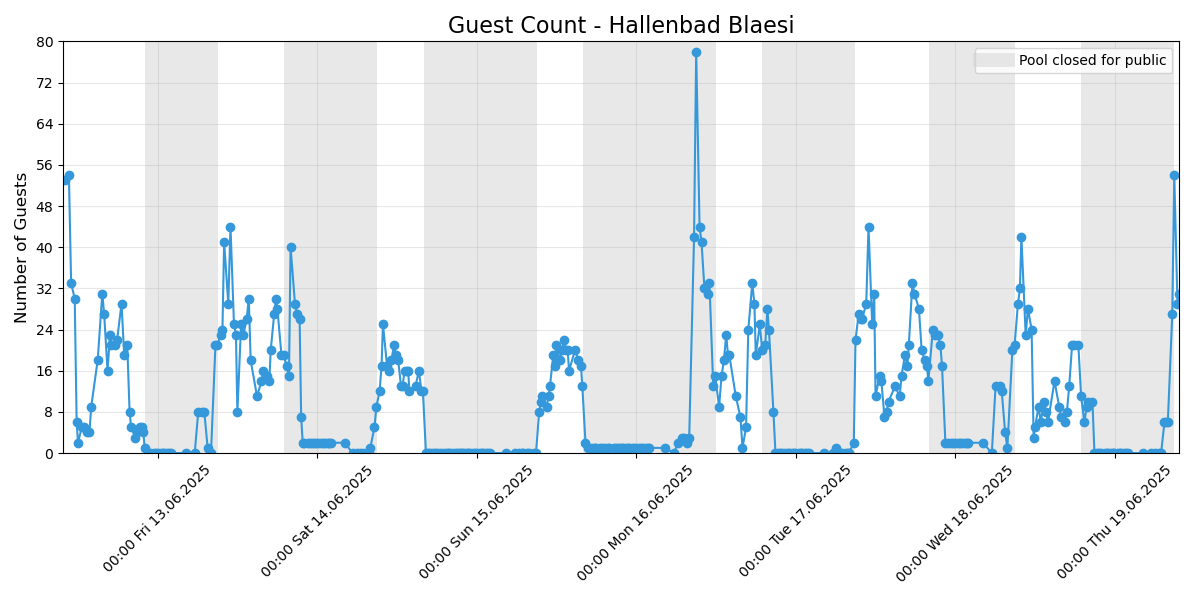 Guest Count - Hallenbad Blaesi
Pool closed for public
Number of Guests
80
72
64
56
48
40
32
24
16
8
0
00:00 Fri 13.06.2025
00:00 Sat 14.06.2025
00:00 Sun 15.06.2025
00:00 Mon 16.06.2025
00:00 Tue 17.06.2025
00:00 Wed 18.06.2025
00:00 Thu 19.06.2025